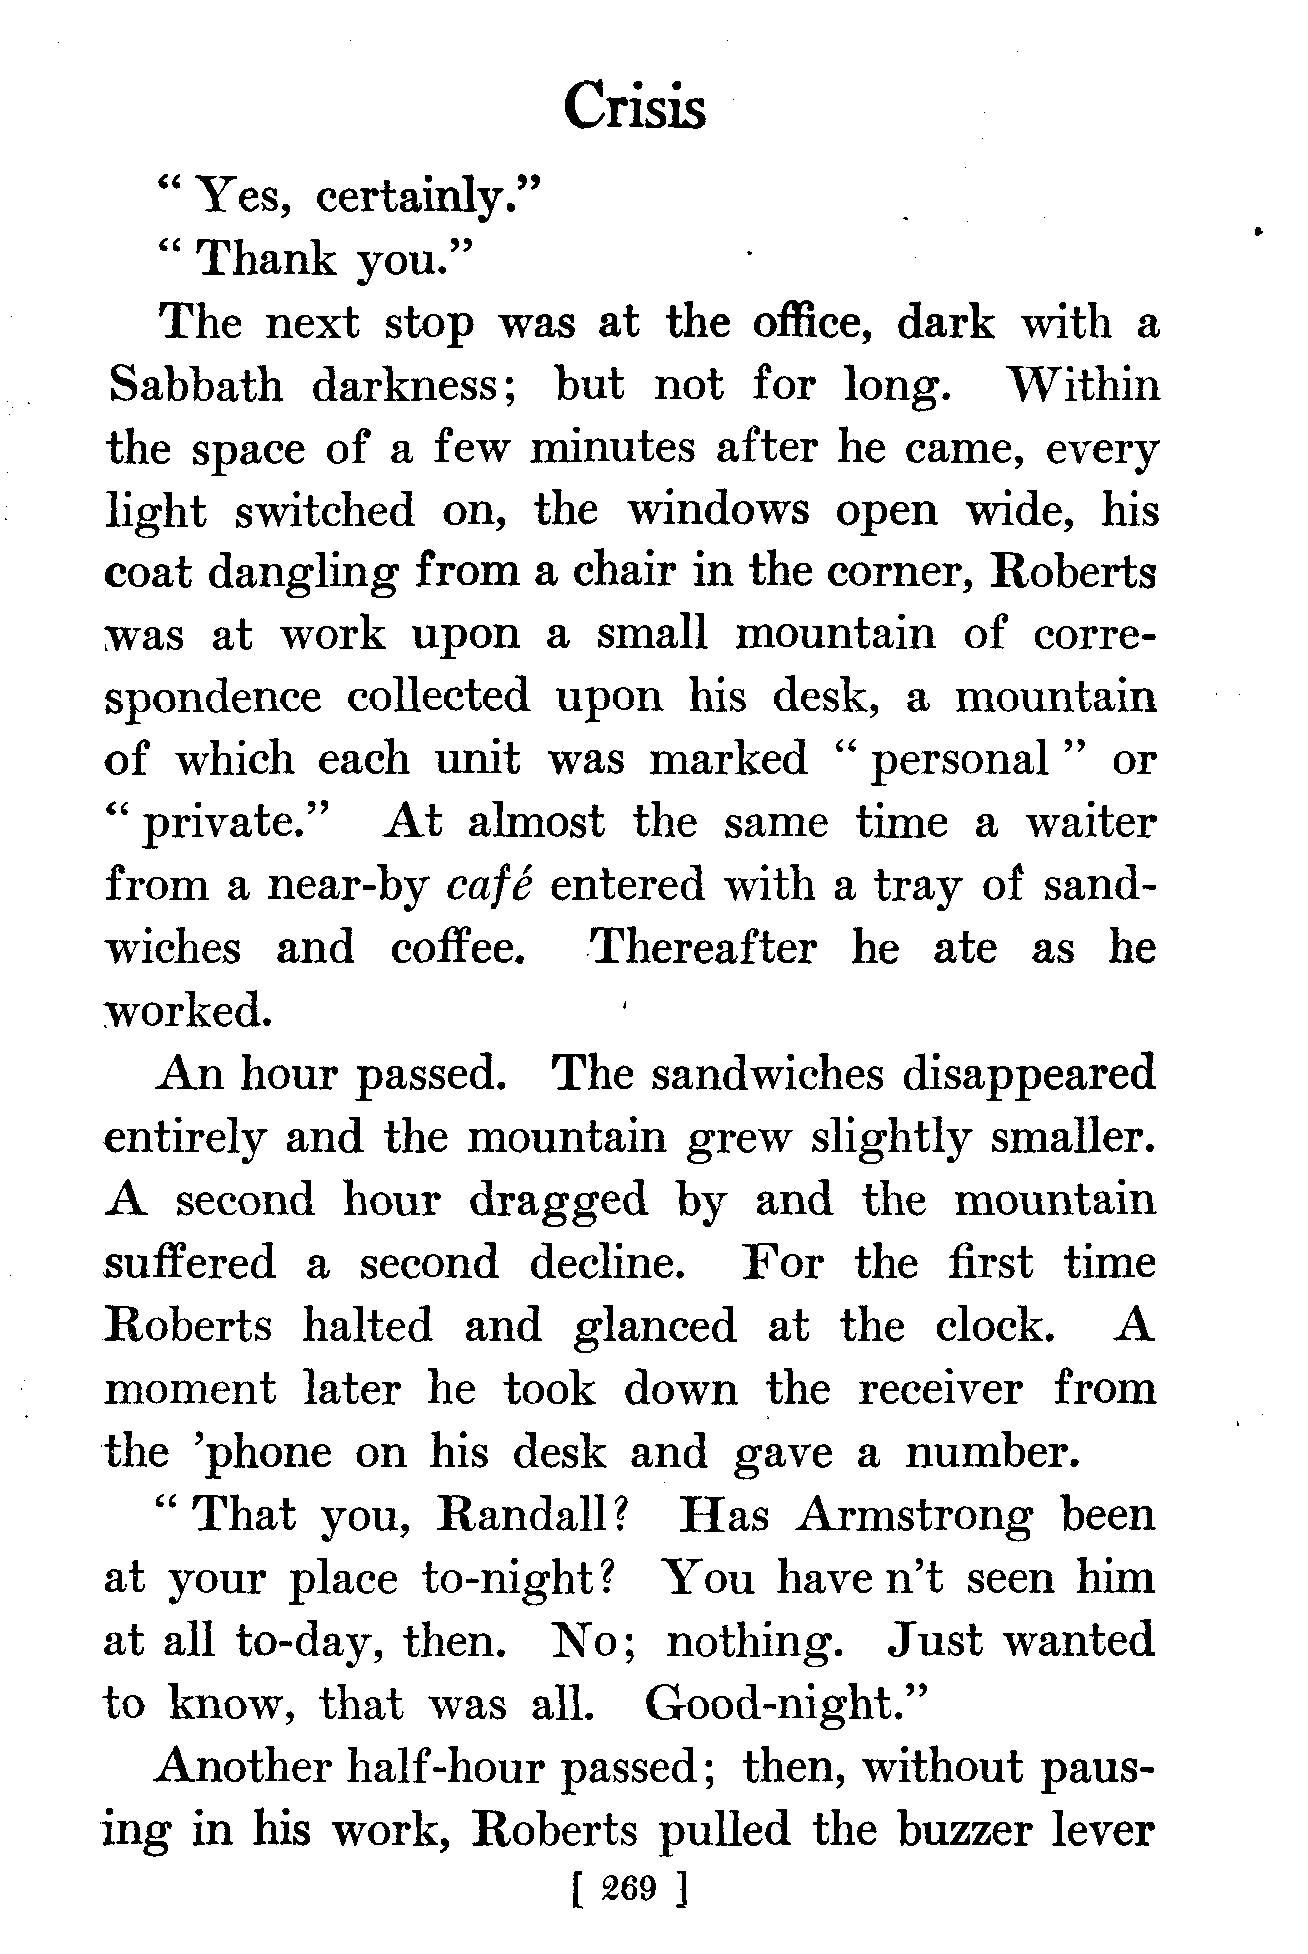 Crisis
“ Yes, certainly.”
“ Thank you.”
The next stop was at the office, dark with a
Sabbath darkness; but not for long. Within
the space of a few minutes after he came, every
light switched on, the windows open wide, his
coat dangling from a chair in the corner, Roberts
was at work upon a small mountain of corre-
spondence collected upon his desk, a mountain
of which each unit was marked “ personal ” or
“ private.” At almost the same time a waiter
from a near-by café entered with a tray of sand-
wiches and coffee. Thereafter he ate as he
worked.
An hour passed. The sandwiches disappeared
entirely and the mountain grew slightly smaller.
A second hour dragged by and the mountain
suffered a second decline. For the first time
Roberts halted and glanced at the clock. A
moment later he took down the receiver from
the ’phone on his desk and gave a number.
“ That you, Randall? Has Armstrong been
at your place to-night? You have n’t seen him
at all to-day, then. No; nothing. Just wanted
to know, that was all. Good-night.”
Another half-hour passed; then, without paus-
ing in his work, Roberts pulled the buzzer lever
[ 269 ]